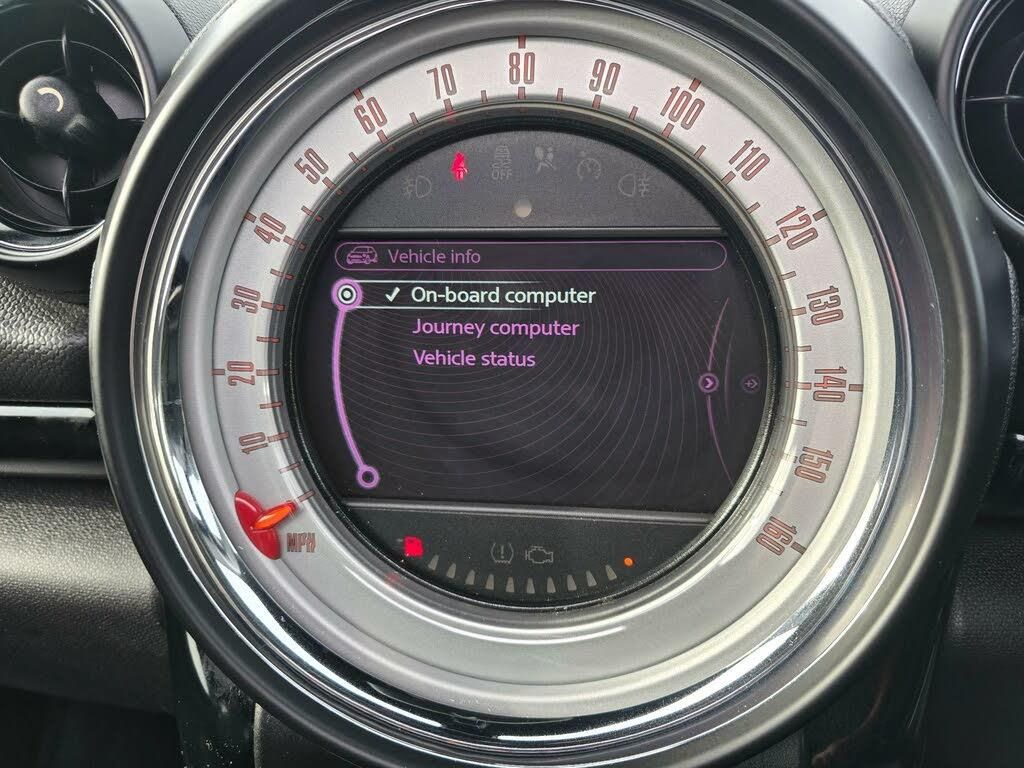 10
20
30
40
50
60
70
80
90
100
110
120
130
140
150
160
MPH
OFF
Vehicle info
✓ On-board computer
Journey computer
Vehicle status